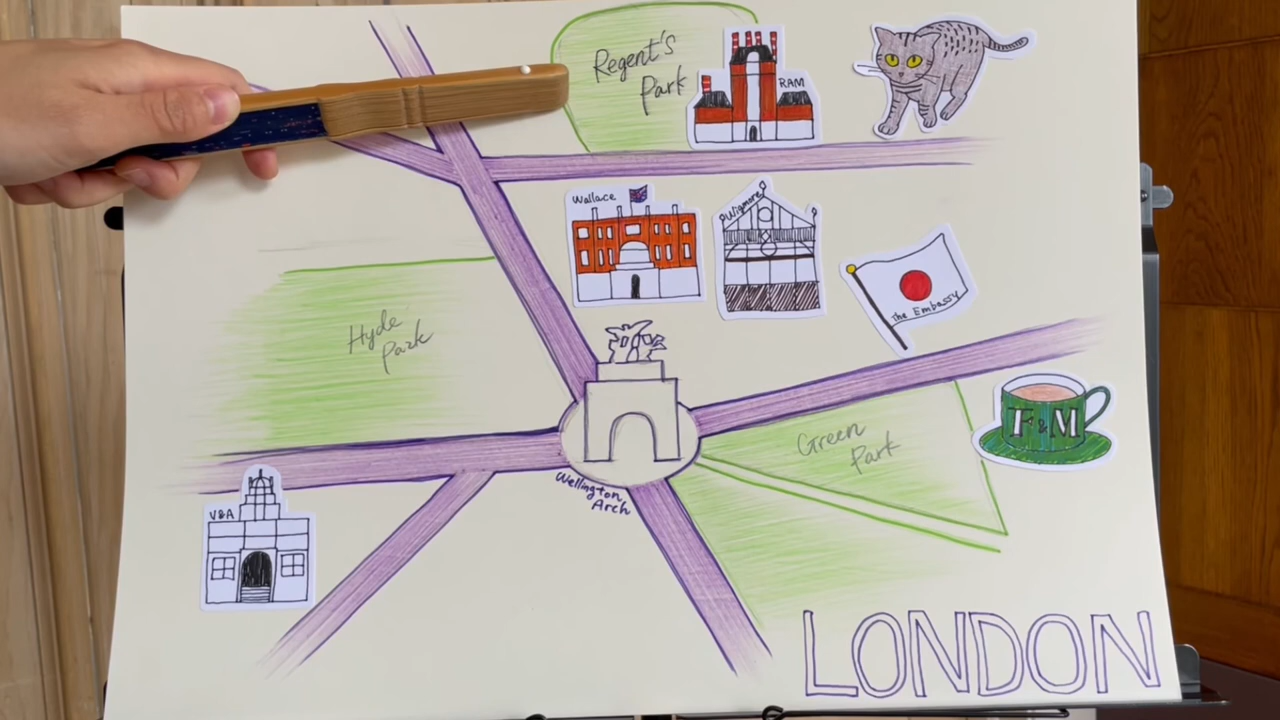 Regent's
Park
RAM
Wallace
Wigmore
The Embassy
Hyde
Park
Green
Park
F&M
V&A
Wellington
Arch
LONDON